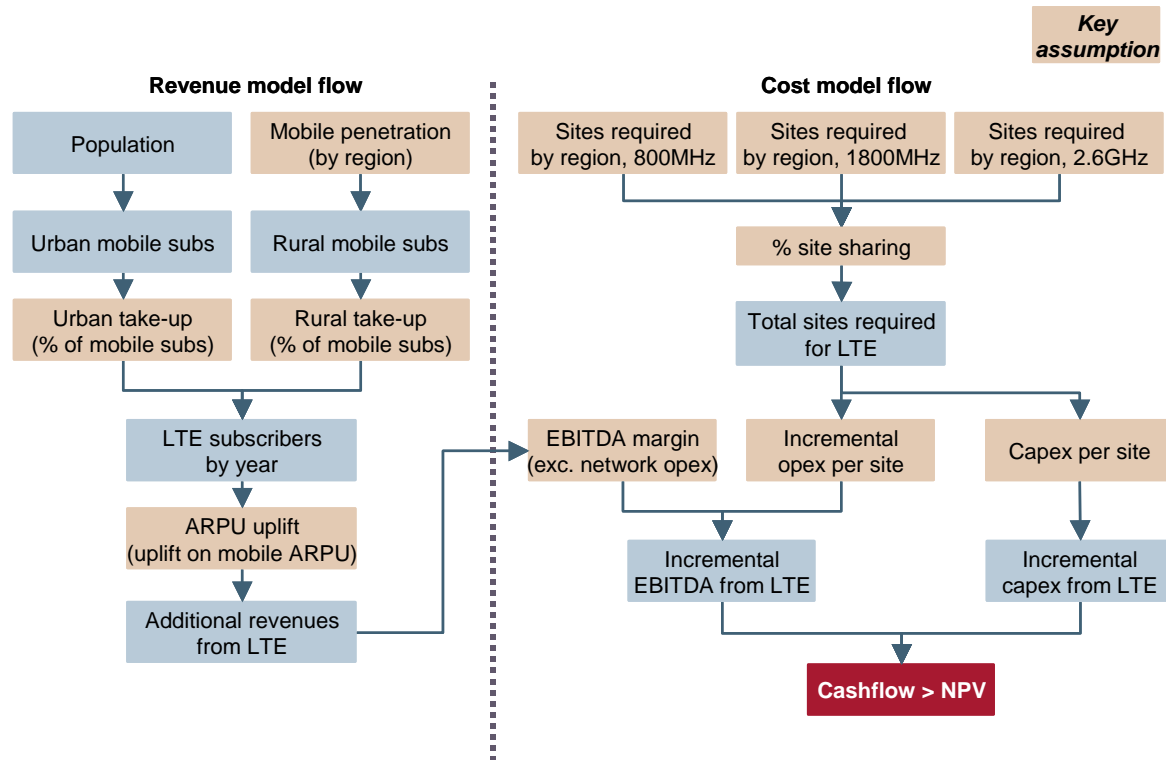 Key
assumption
Revenue model flow
Cost model flow
Population
Mobile penetration
(by region)
Sites required
by region, 800MHz
Sites required
by region, 1800MHz
Sites required
by region, 2.6GHz
Urban mobile subs
Rural mobile subs
% site sharing
Urban take-up
(% of mobile subs)
Rural take-up
(% of mobile subs)
Total sites required
for LTE
LTE subscribers
by year
EBITDA margin
(exc. network opex)
Incremental
opex per site
Capex per site
ARPU uplift
(uplift on mobile ARPU)
Incremental
EBITDA from LTE
Incremental
capex from LTE
Additional revenues
from LTE
Cashflow > NPV